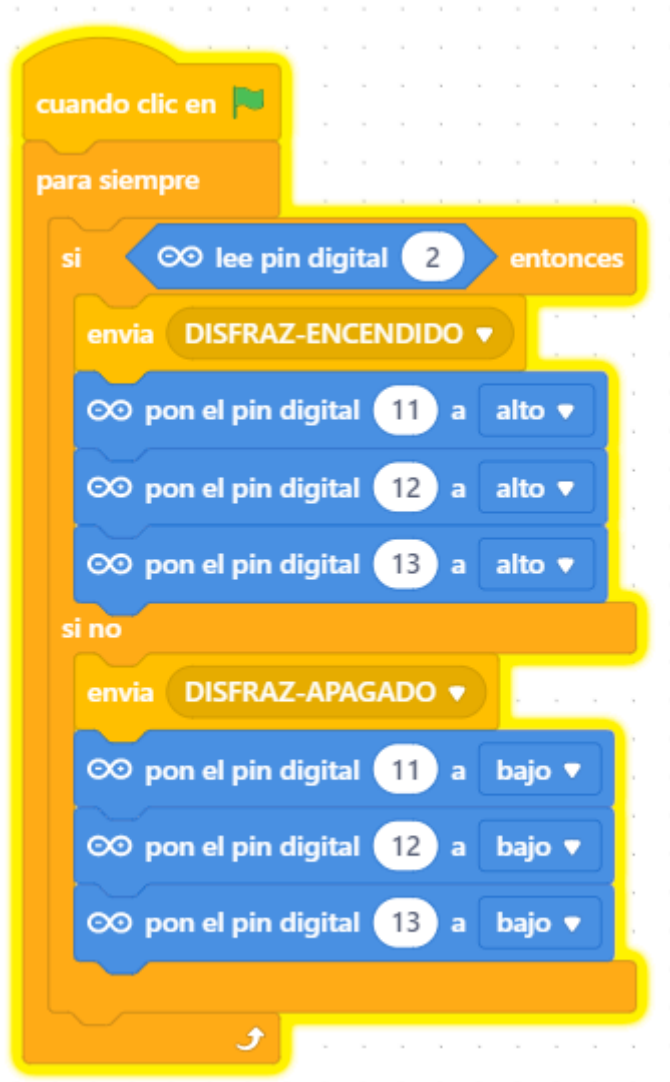 cuando clic en
para siempre
si lee pin digital 2 entonces
envia DISFRAZ-ENCENDIDO
pon el pin digital 11 a alto
pon el pin digital 12 a alto
pon el pin digital 13 a alto
si no
envia DISFRAZ-APAGADO
pon el pin digital 11 a bajo
pon el pin digital 12 a bajo
pon el pin digital 13 a bajo